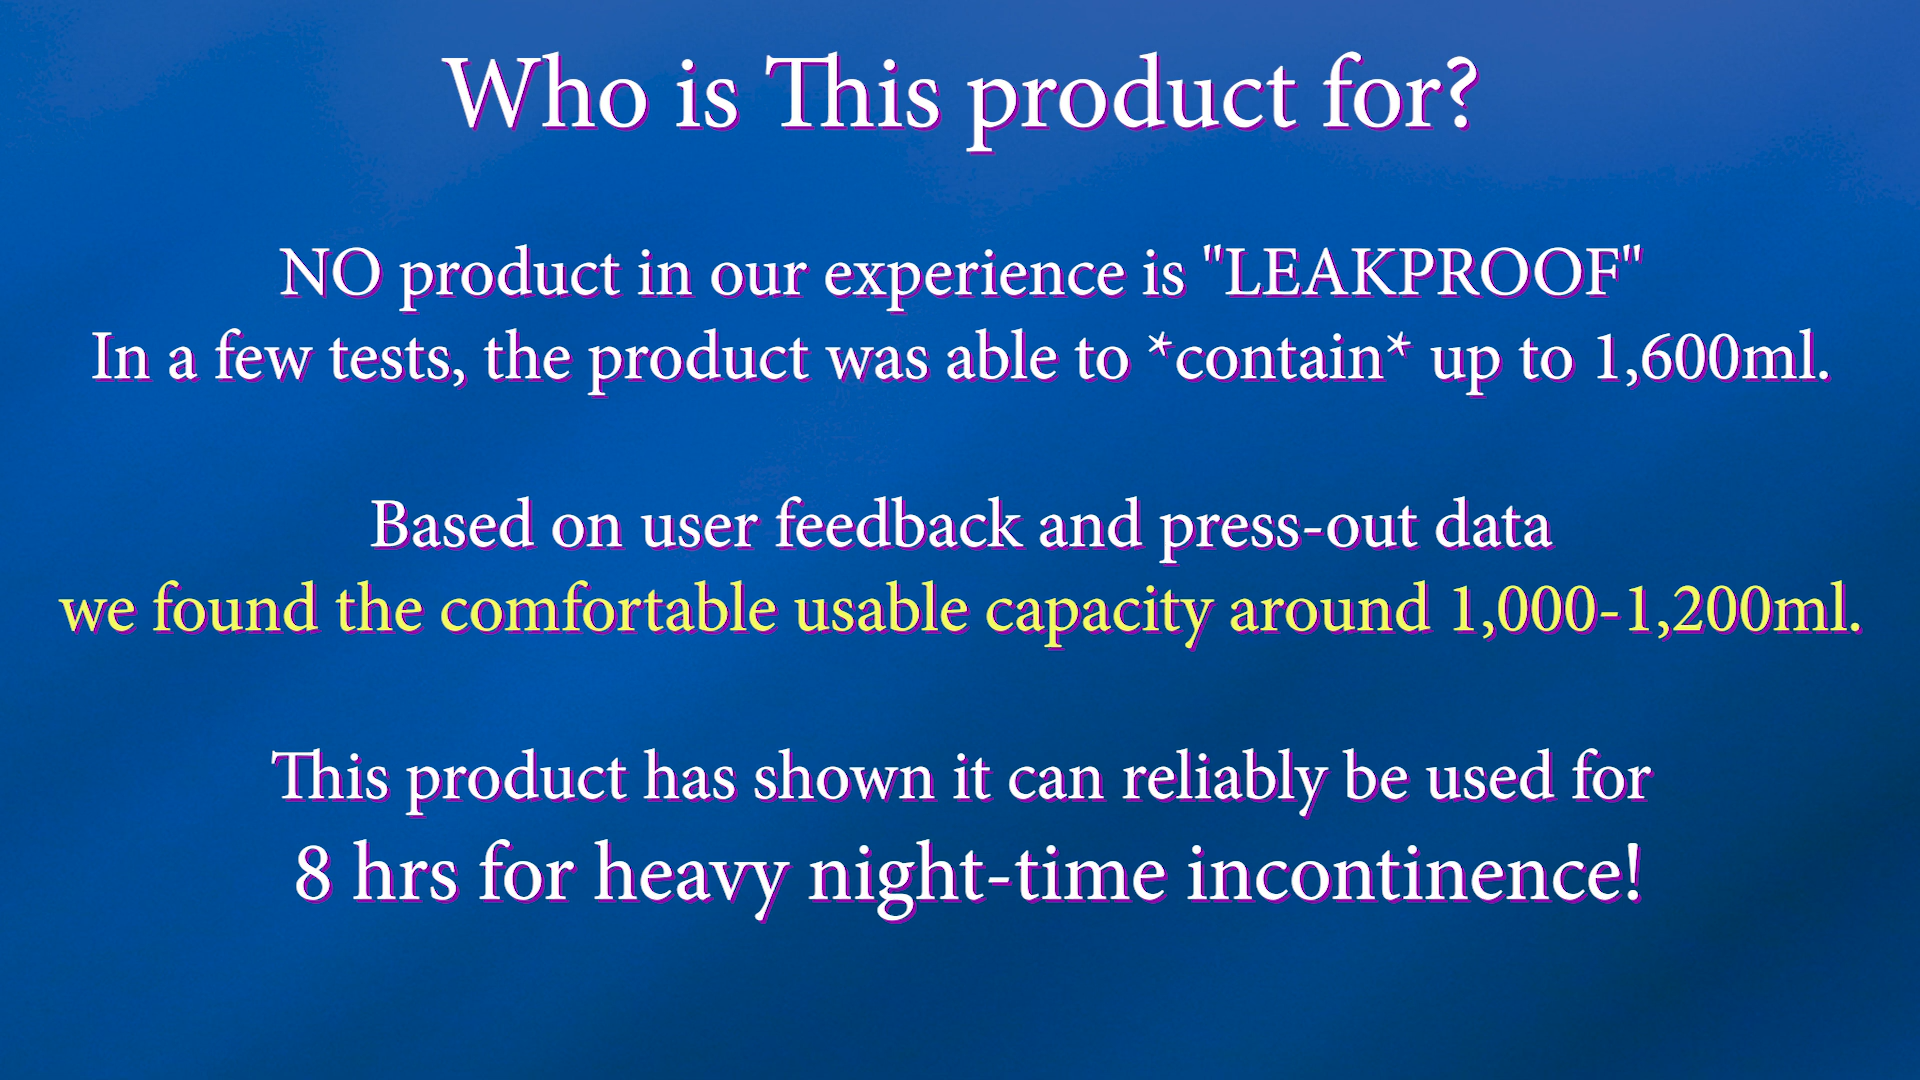 Who is This product for?
NO product in our experience is "LEAKPROOF"
In a few tests, the product was able to *contain* up to 1,600ml.
Based on user feedback and press-out data
we found the comfortable usable capacity around 1,000-1,200ml.
This product has shown it can reliably be used for
8 hrs for heavy night-time incontinence!